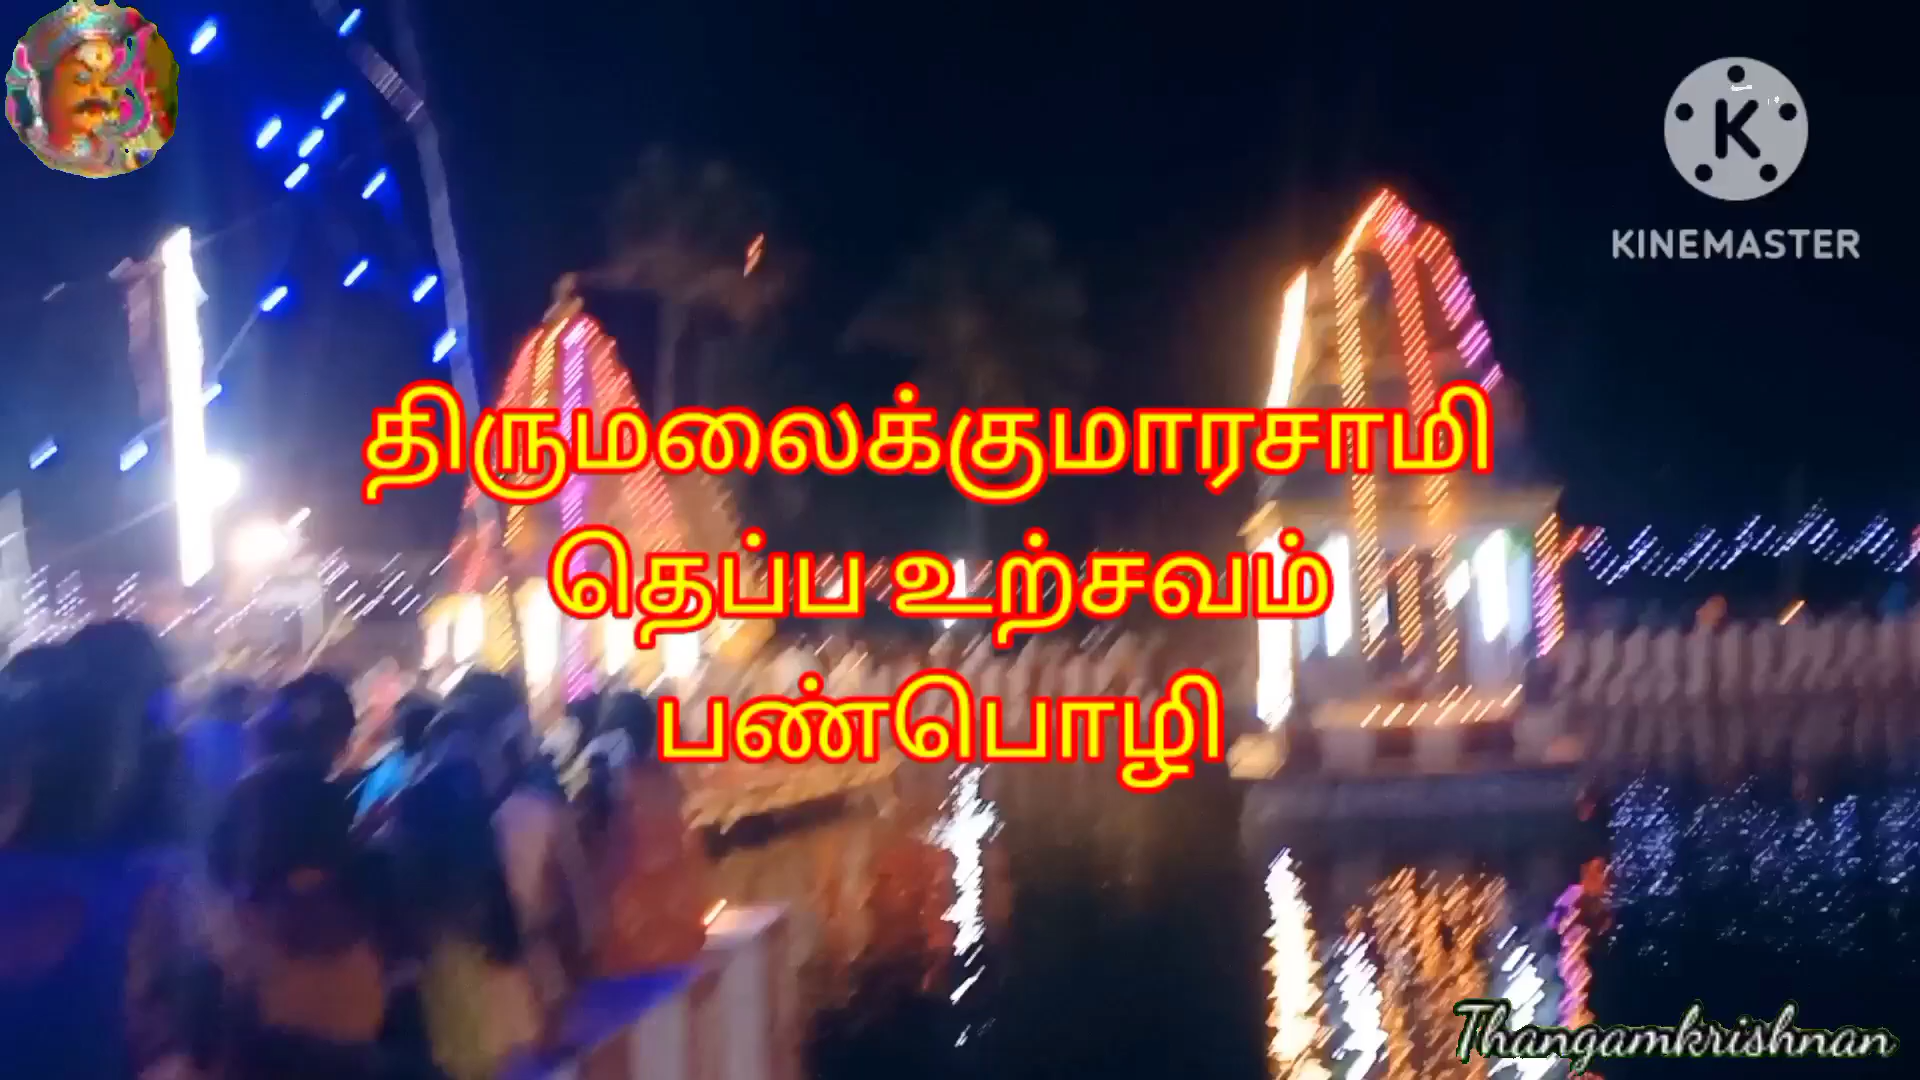 KINEMASTER
திருமலைக்குமாரசாமி
தெப்ப உற்சவம்
பண்பொழி
Thangamkrishnan